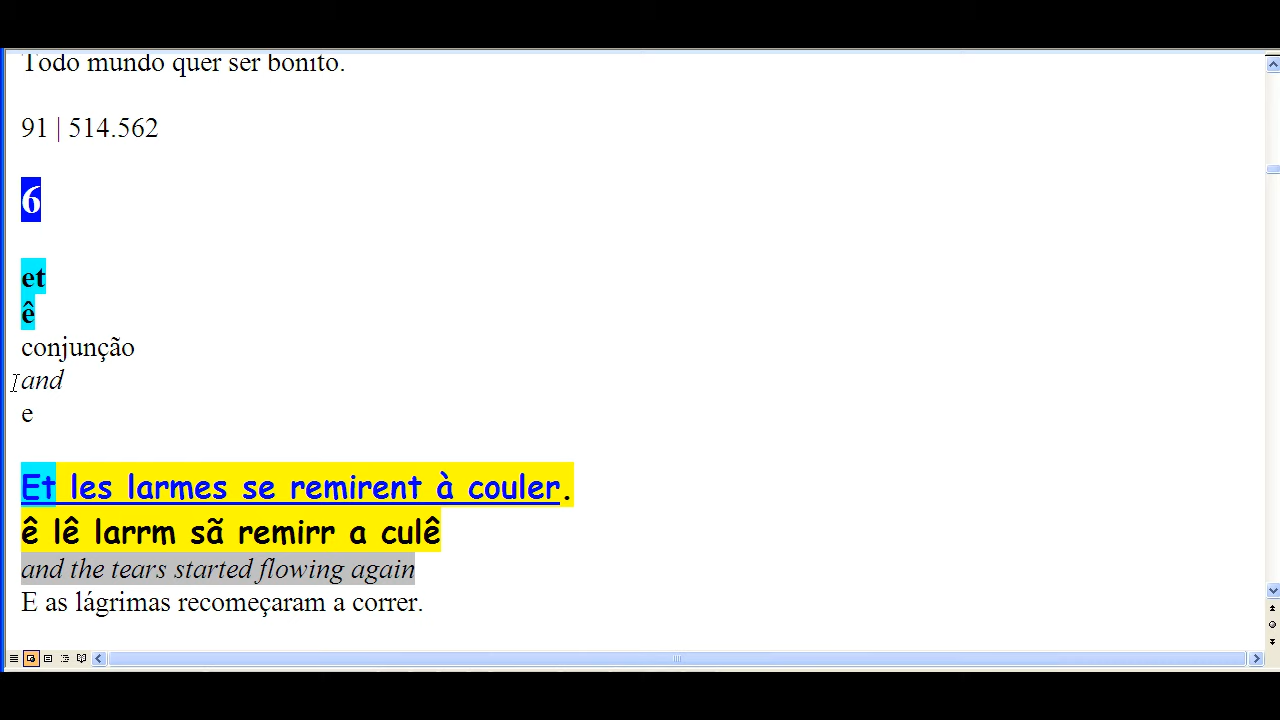 Todo mundo quer ser bonito.
91 | 514.562
6
et
ê
conjunção
and
e
Et les larmes se remirent à couler.
ê lê larrm sã remirr a culê
and the tears started flowing again
E as lágrimas recomeçaram a correr.